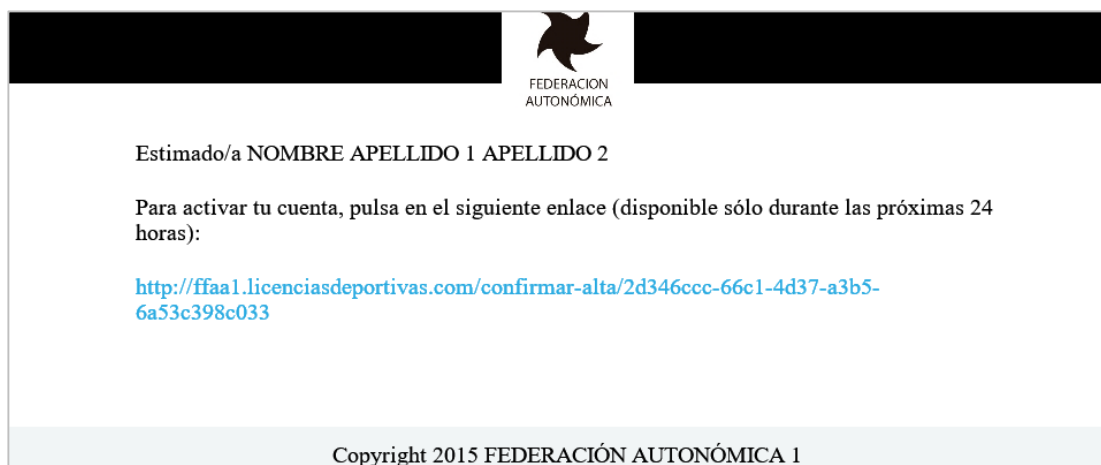 FEDERACION
AUTONÓMICA
Estimado/a NOMBRE APELLIDO 1 APELLIDO 2
Para activar tu cuenta, pulsa en el siguiente enlace (disponible sólo durante las próximas 24
horas):
http://ffaa1.licenciasdeportivas.com/confirmar-alta/2d346ccc-66c1-4d37-a3b5-
6a53c398c033
Copyright 2015 FEDERACIÓN AUTONÓMICA 1